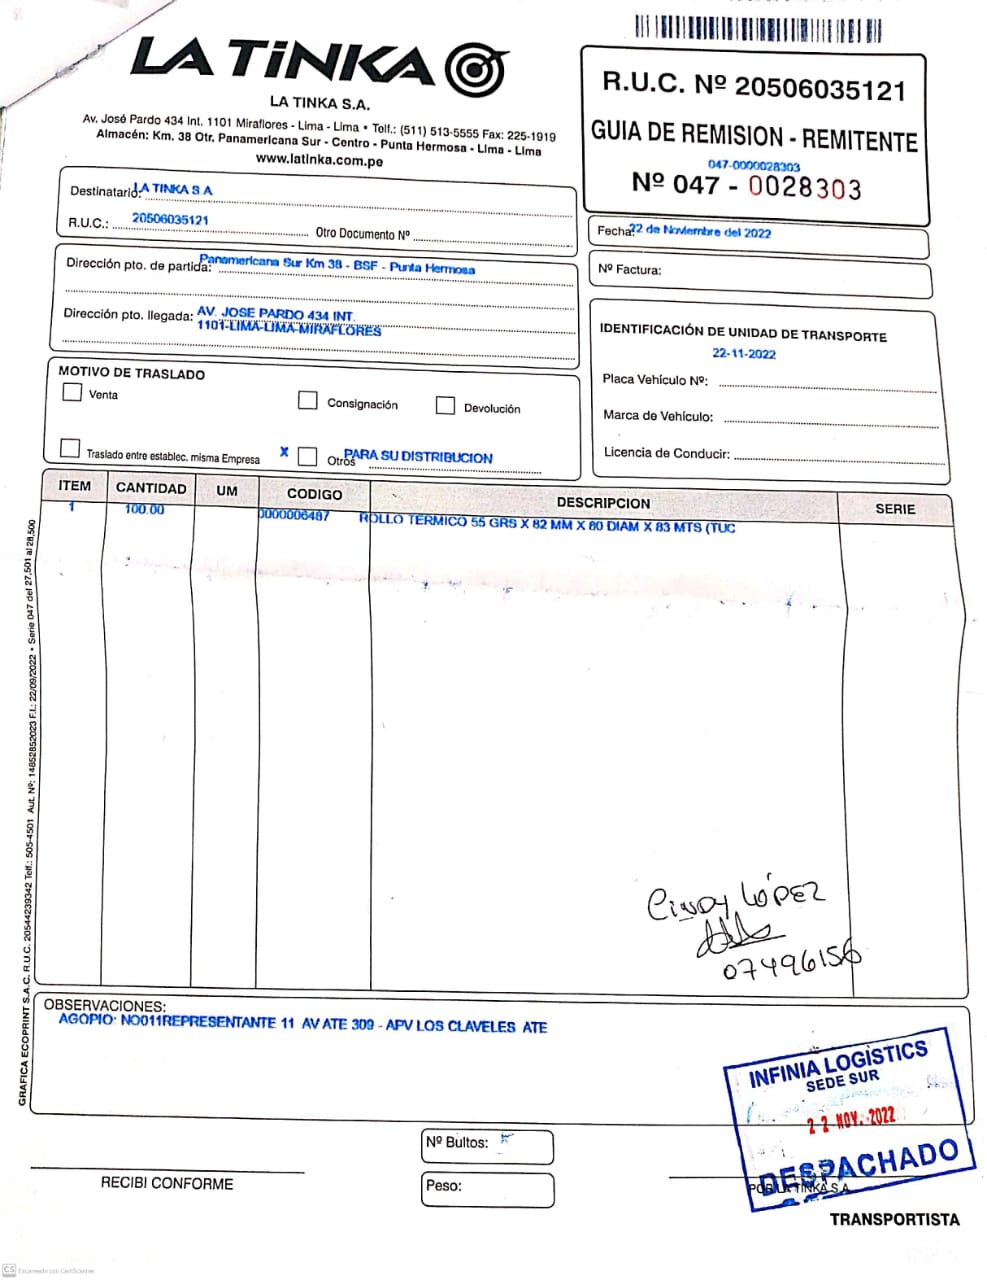 LA TiNKA
LA TINKA S.A.
Av. José Pardo 434 Int. 1101 Miraflores - Lima - Lima • Telf.: (511) 513-5555 Fax: 225-1919
Almacén: Km. 38 Otr. Panamericana Sur - Centro - Punta Hermosa - Lima - Lima
www.latinka.com.pe
R.U.C. Nº 20506035121
GUIA DE REMISION - REMITENTE
047-0000028303
Nº 047 - 0028303
Destinatario: LA TINKA S A
R.U.C.: 20506035121 Otro Documento Nº
Fecha: 22 de Noviembre del 2022
Nº Factura:
Dirección pto. de partida: Panamericana Sur Km 38 - BSF - Punta Hermosa
Dirección pto. llegada: AV. JOSE PARDO 434 INT.
1101-LIMA-LIMA-MIRAFLORES
IDENTIFICACIÓN DE UNIDAD DE TRANSPORTE
22-11-2022
Placa Vehículo Nº:
Marca de Vehículo:
Licencia de Conducir:
MOTIVO DE TRASLADO
Venta Consignación Devolución
Traslado entre establec. misma Empresa X Otros PARA SU DISTRIBUCION
ITEM CANTIDAD UM CODIGO DESCRIPCION SERIE
1 100.00 0000006487 ROLLO TERMICO 55 GRS X 82 MM X 80 DIAM X 83 MTS (TUC
CINDY LÓPEZ
07496156
OBSERVACIONES:
AGOPIO: NO011REPRESENTANTE 11 AV ATE 309 - APV LOS CLAVELES ATE
INFINIA LOGÍSTICS
SEDE SUR
22 NOV. 2022
DESPACHADO
Nº Bultos:
Peso:
RECIBI CONFORME
POR LA TINKA S.A.
TRANSPORTISTA
GRAFICA ECOPRINT S.A.C. R.U.C. 20544239342 Telf.: 505-4501 Aut. Nº: 14852852023 F.I.: 22/09/2022 • Serie 047 del 27,501 al 28,500
CS Escaneado con CamScanner